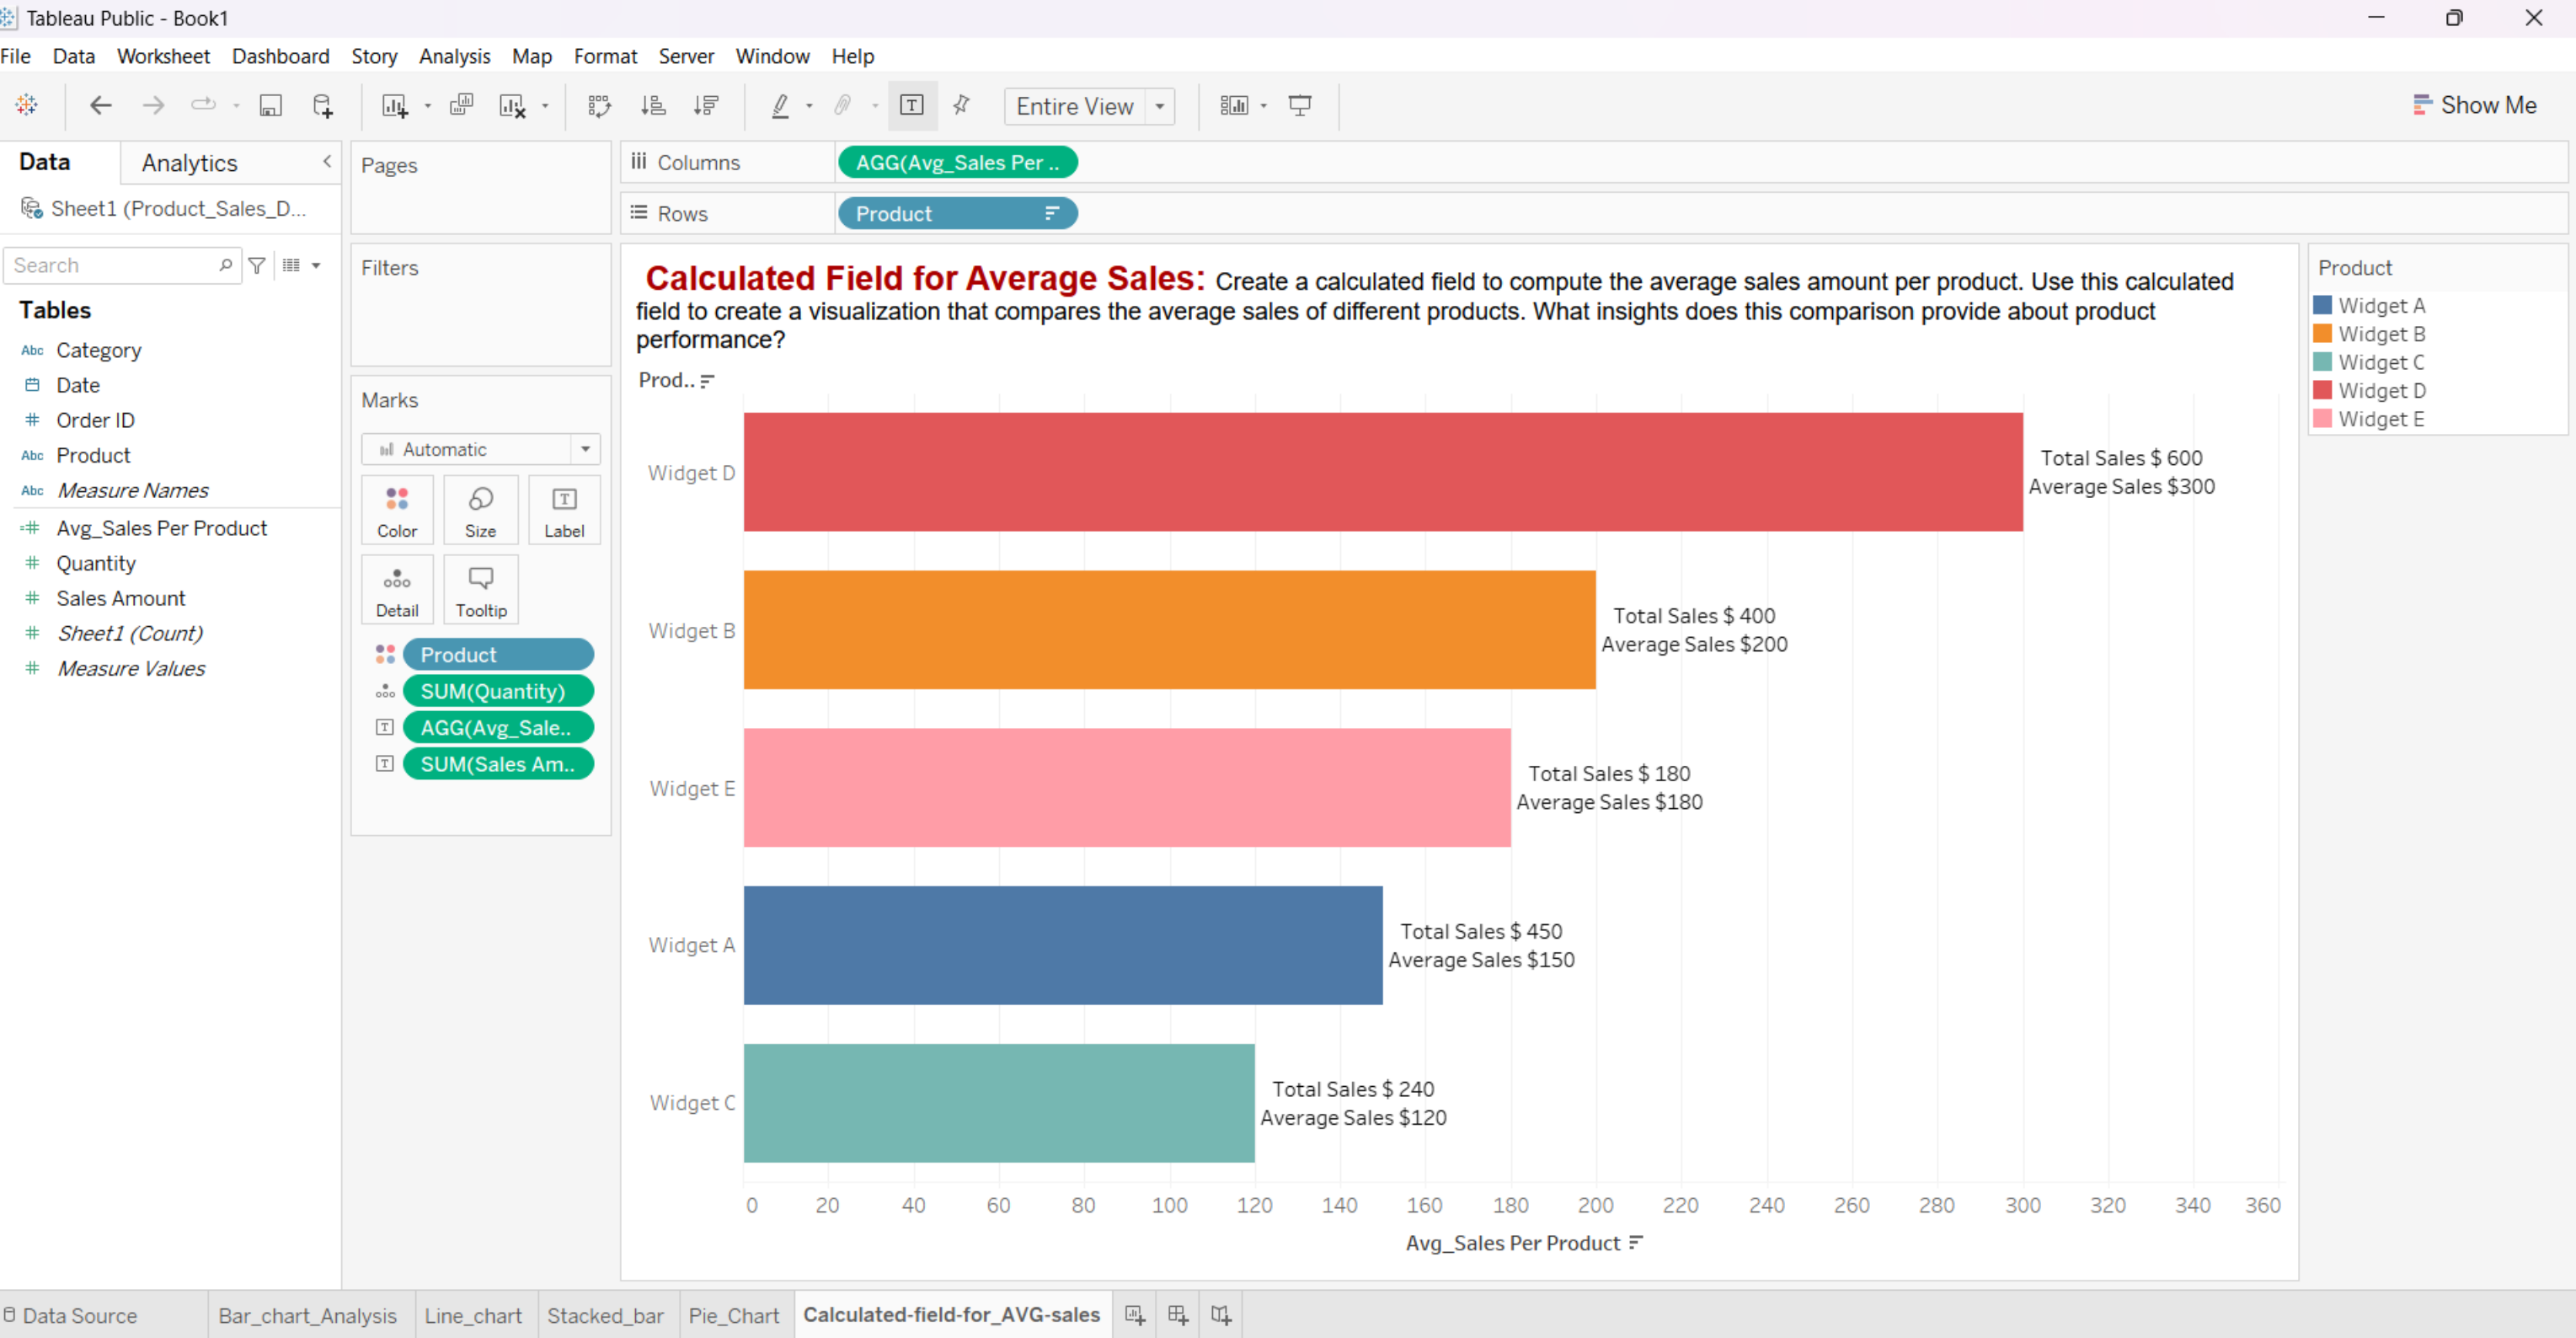 Tableau Public - Book1
File Data Worksheet Dashboard Story Analysis Map Format Server Window Help
Entire View
Show Me
Data Analytics
Sheet1 (Product_Sales_D...
Search
Tables
Abc Category
Date
# Order ID
Abc Product
Abc Measure Names
=# Avg_Sales Per Product
# Quantity
# Sales Amount
# Sheet1 (Count)
# Measure Values
Pages
Filters
Marks
Automatic
Color Size T Label
Detail Tooltip
Product
SUM(Quantity)
T AGG(Avg_Sale..
T SUM(Sales Am..
Columns AGG(Avg_Sales Per ..
Rows Product
Calculated Field for Average Sales: Create a calculated field to compute the average sales amount per product. Use this calculated
field to create a visualization that compares the average sales of different products. What insights does this comparison provide about product
performance?
Prod..
Widget D
Total Sales $ 600
Average Sales $300
Widget B
Total Sales $ 400
Average Sales $200
Widget E
Total Sales $ 180
Average Sales $180
Widget A
Total Sales $ 450
Average Sales $150
Widget C
Total Sales $ 240
Average Sales $120
0 20 40 60 80 100 120 140 160 180 200 220 240 260 280 300 320 340 360
Avg_Sales Per Product
Product
Widget A
Widget B
Widget C
Widget D
Widget E
Data Source Bar_chart_Analysis Line_chart Stacked_bar Pie_Chart Calculated-field-for_AVG-sales